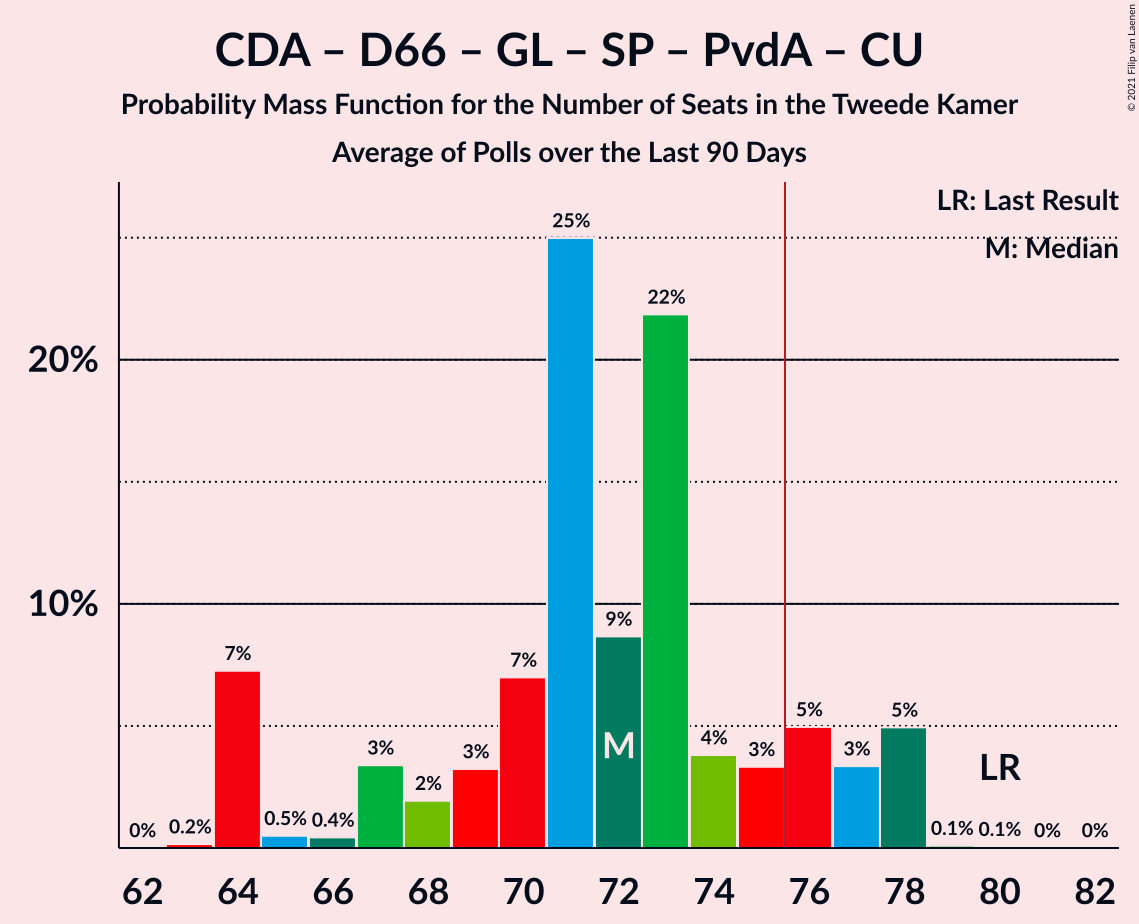 CDA – D66 – GL – SP – PvdA – CU
Probability Mass Function for the Number of Seats in the Tweede Kamer
Average of Polls over the Last 90 Days
© 2021 Filip van Laenen
LR: Last Result
M: Median
25%
22%
20%
10%
9%
7%
7%
5%
5%
4%
3%
3%
3%
3%
2%
0.5%
0.4%
0.2%
0%
0.1%
0.1%
0%
0%
M
LR
62 64 66 68 70 72 74 76 78 80 82